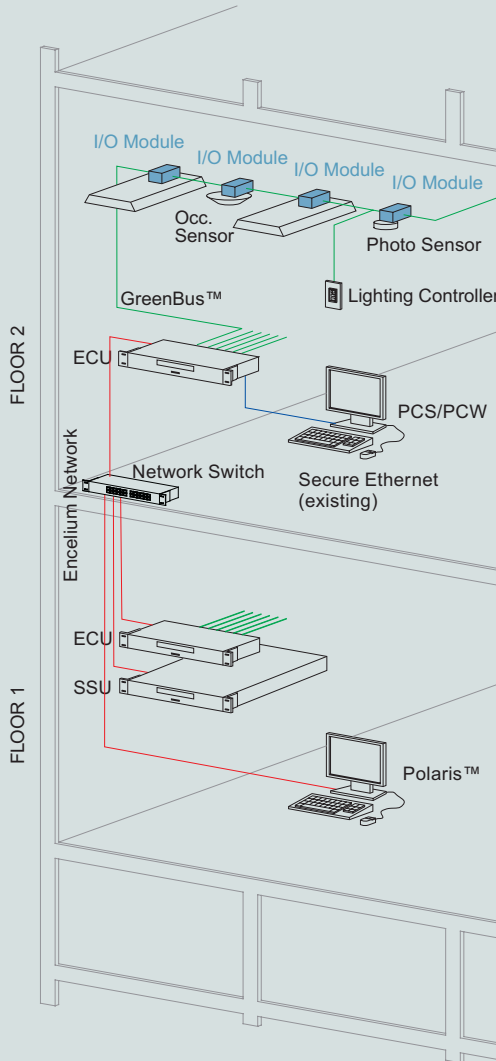 I/O Module
I/O Module
I/O Module
I/O Module
Occ.
Sensor
Photo Sensor
GreenBus™
Lighting Controller
FLOOR 2
ECU
PCS/PCW
Encelium Network
Network Switch
Secure Ethernet
(existing)
ECU
SSU
FLOOR 1
Polaris™